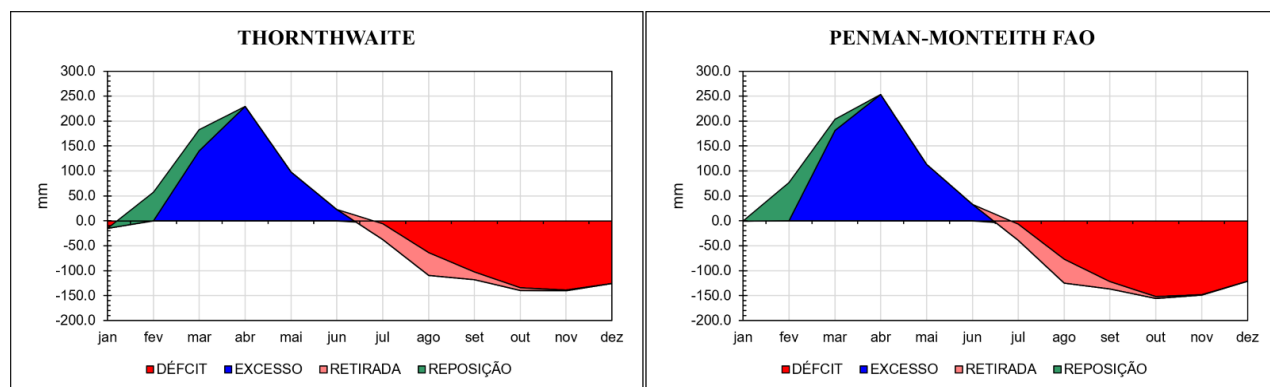 THORNTHWAITE
300.0
250.0
200.0
150.0
100.0
50.0
0.0
-50.0
-100.0
-150.0
-200.0
mm
jan fev mar abr mai jun jul ago set out nov dez
DÉFCIT EXCESSO RETIRADA REPOSIÇÃO
PENMAN-MONTEITH FAO
300.0
250.0
200.0
150.0
100.0
50.0
0.0
-50.0
-100.0
-150.0
-200.0
mm
jan fev mar abr mai jun jul ago set out nov dez
DÉFCIT EXCESSO RETIRADA REPOSIÇÃO